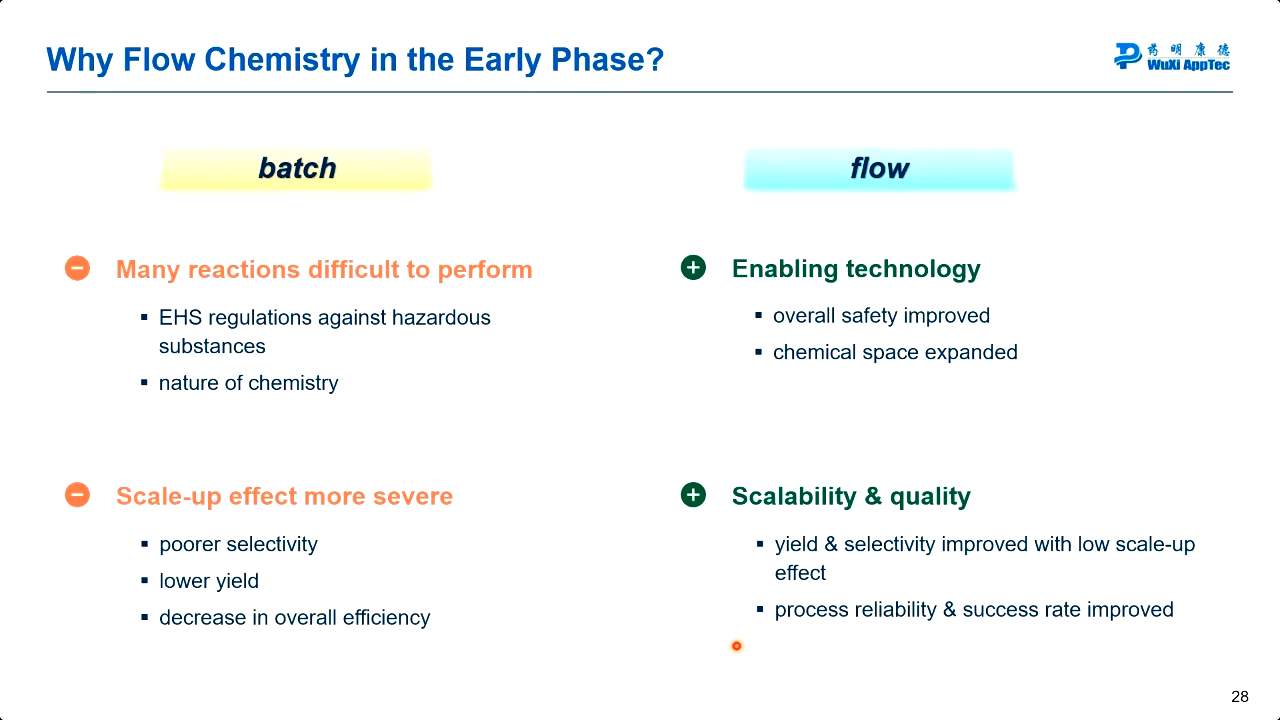 Why Flow Chemistry in the Early Phase?
药明康德
WuXi AppTec
batch
flow
Many reactions difficult to perform
▪ EHS regulations against hazardous
substances
▪ nature of chemistry
Enabling technology
▪ overall safety improved
▪ chemical space expanded
Scale-up effect more severe
▪ poorer selectivity
▪ lower yield
▪ decrease in overall efficiency
Scalability & quality
▪ yield & selectivity improved with low scale-up
effect
▪ process reliability & success rate improved
28